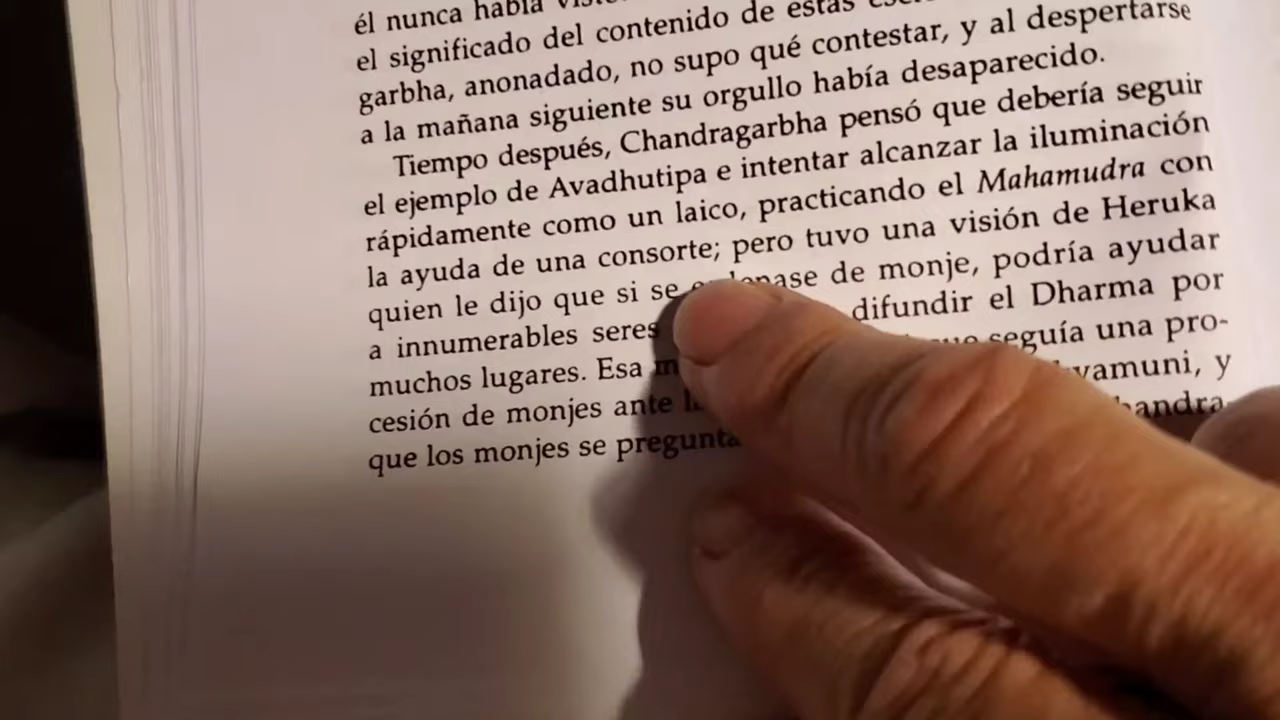 él nunca había
el significado del contenido de estas
garbha, anonadado, no supo qué contestar, y al despertarse
a la mañana siguiente su orgullo había desaparecido.
Tiempo después, Chandragarbha pensó que debería seguir
el ejemplo de Avadhutipa e intentar alcanzar la iluminación
rápidamente como un laico, practicando el Mahamudra con
la ayuda de una consorte; pero tuvo una visión de Heruka
quien le dijo que si se de monje, podría ayudar
a innumerables seres difundir el Dharma por
muchos lugares. Esa seguía una pro-
cesión de monjes ante y
que los monjes se